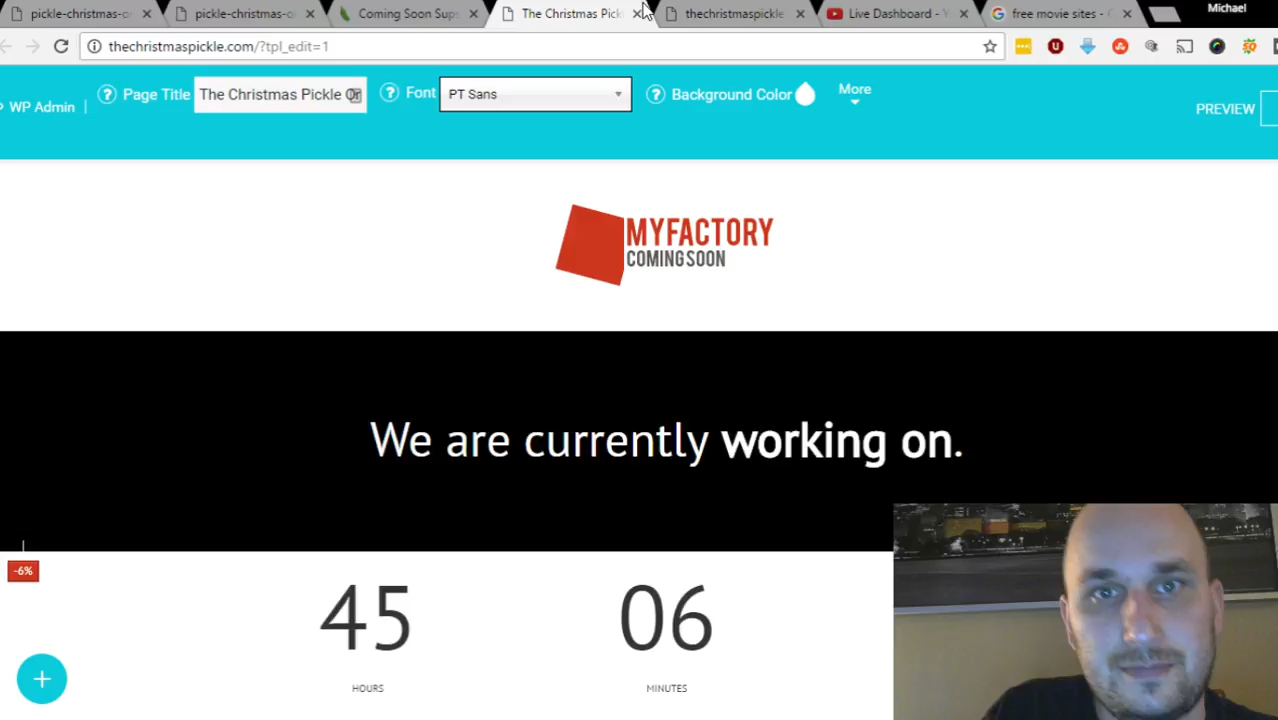 pickle-christmas-o
pickle-christmas-o
Coming Soon Sup
The Christmas Pick
thechristmaspickle
Live Dashboard - Y
free movie sites - G
Michael
thechristmaspickle.com/?tpl_edit=1
WP Admin
Page Title
The Christmas Pickle Or
Font
PT Sans
Background Color
More
PREVIEW
MYFACTORY
COMING SOON
We are currently working on.
-6%
45
06
HOURS
MINUTES